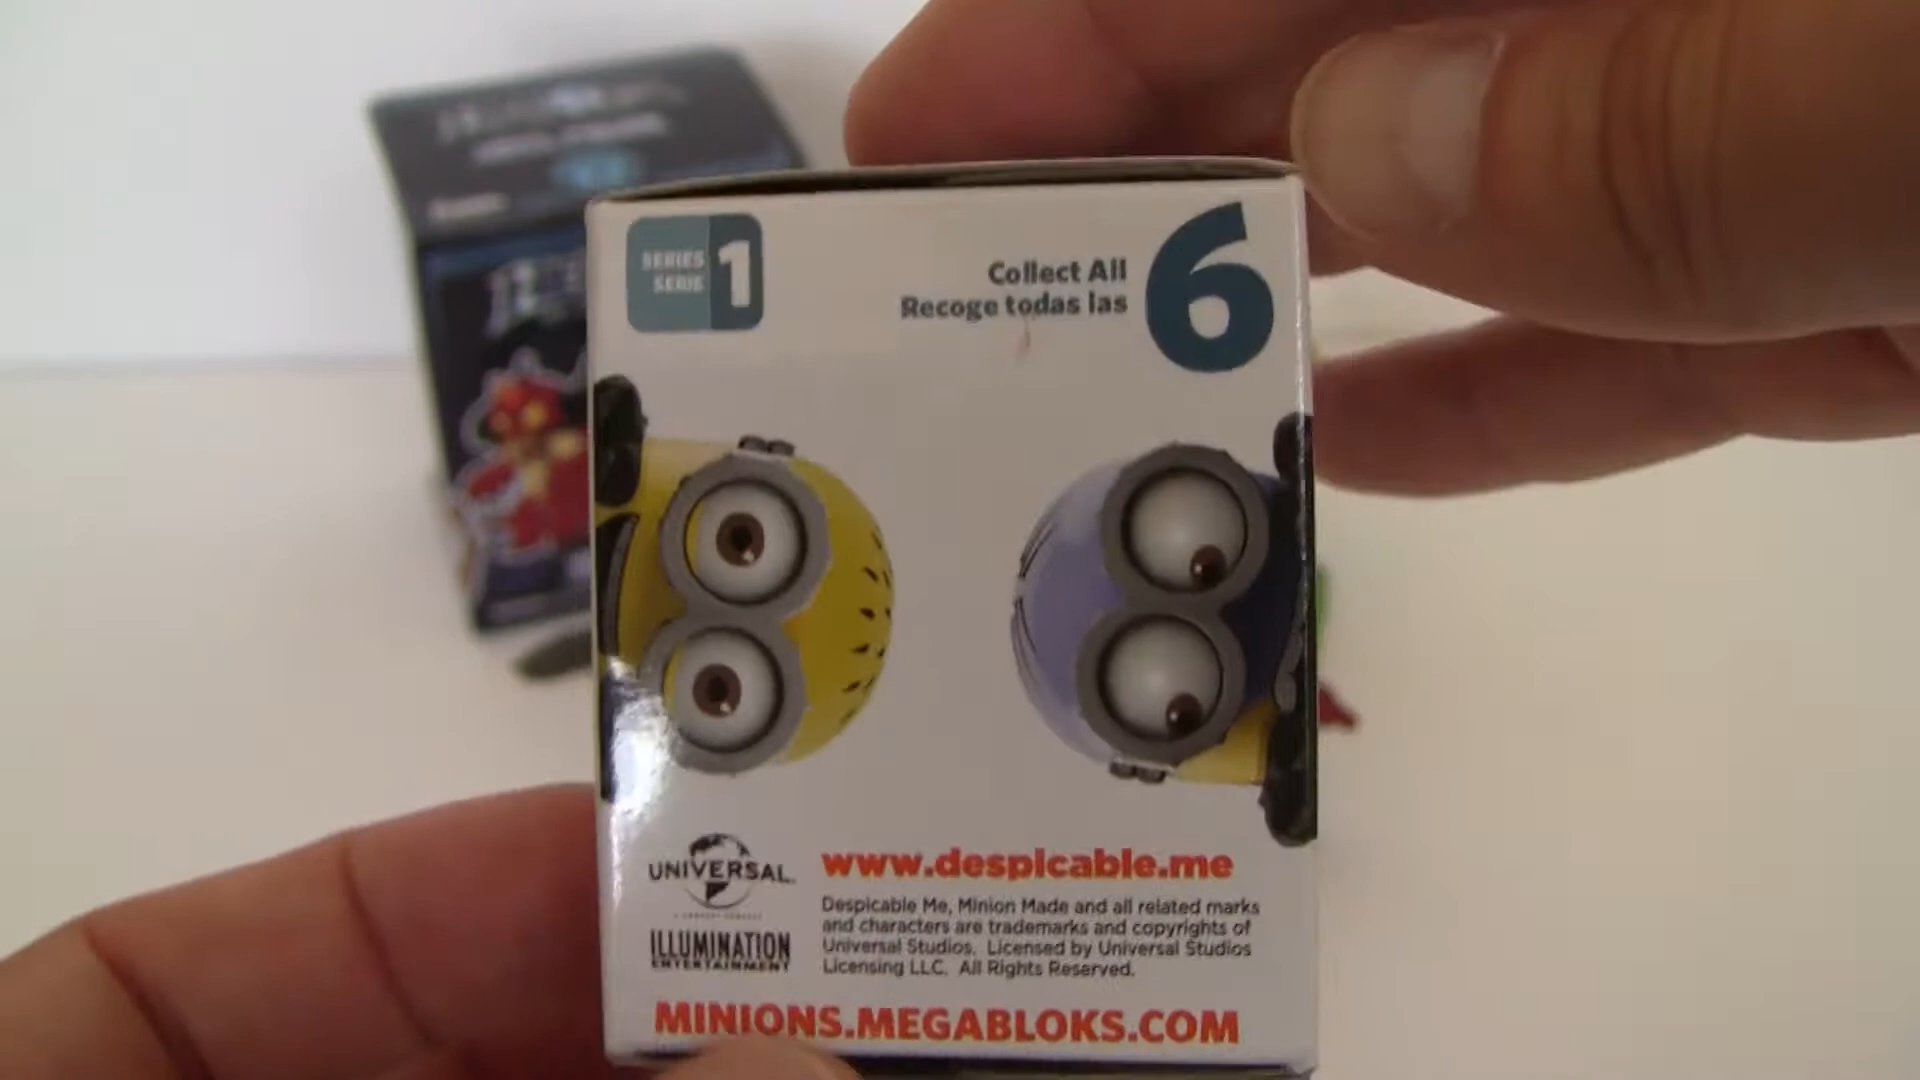 SERIES
SERIE
1
Collect All
Recoge todas las
6
UNIVERSAL
ILLUMINATION
ENTERTAINMENT
www.despicable.me
Despicable Me, Minion Made and all related marks
and characters are trademarks and copyrights of
Universal Studios. Licensed by Universal Studios
Licensing LLC. All Rights Reserved.
MINIONS.MEGABLOKS.COM